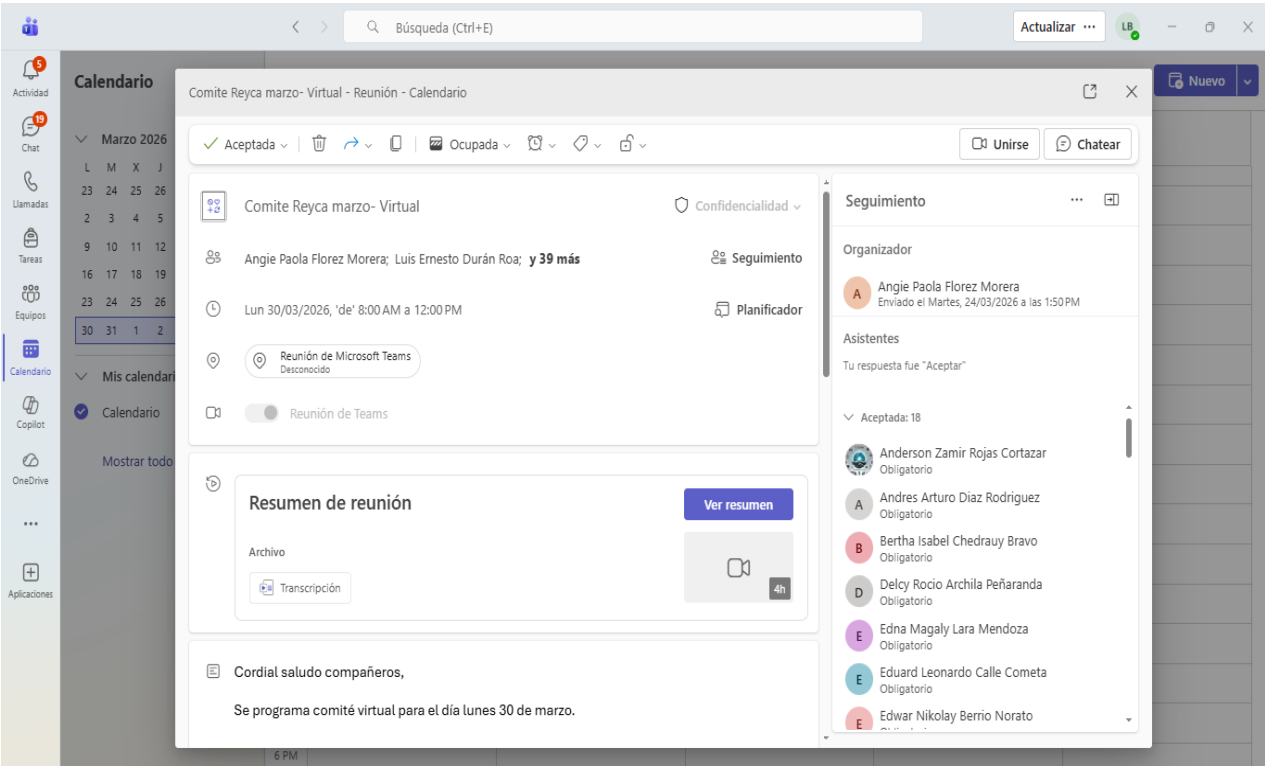 Búsqueda (Ctrl+E)
Actualizar ···
LB
5
Actividad
19
Chat
Llamadas
Tareas
Equipos
Calendario
Copilot
OneDrive
Aplicaciones
Calendario
Nuevo
Marzo 2026
L M X J
23 24 25 26
2 3 4 5
9 10 11 12
16 17 18 19
23 24 25 26
30 31 1 2
Mis calendari
Calendario
Mostrar todo
6 PM
Comite Reyca marzo- Virtual - Reunión - Calendario
Aceptada
Ocupada
Unirse
Chatear
Comite Reyca marzo- Virtual
Confidencialidad
Angie Paola Florez Morera; Luis Ernesto Durán Roa; y 39 más
Seguimiento
Lun 30/03/2026, 'de' 8:00 AM a 12:00 PM
Planificador
Reunión de Microsoft Teams
Desconocido
Reunión de Teams
Resumen de reunión
Ver resumen
Archivo
Transcripción
4h
Cordial saludo compañeros,
Se programa comité virtual para el día lunes 30 de marzo.
Seguimiento
Organizador
A
Angie Paola Florez Morera
Enviado el Martes, 24/03/2026 a las 1:50 PM
Asistentes
Tu respuesta fue "Aceptar"
Aceptada: 18
Anderson Zamir Rojas Cortazar
Obligatorio
A
Andres Arturo Diaz Rodriguez
Obligatorio
B
Bertha Isabel Chedrauy Bravo
Obligatorio
D
Delcy Rocio Archila Peñaranda
Obligatorio
E
Edna Magaly Lara Mendoza
Obligatorio
E
Eduard Leonardo Calle Cometa
Obligatorio
E
Edwar Nikolay Berrio Norato